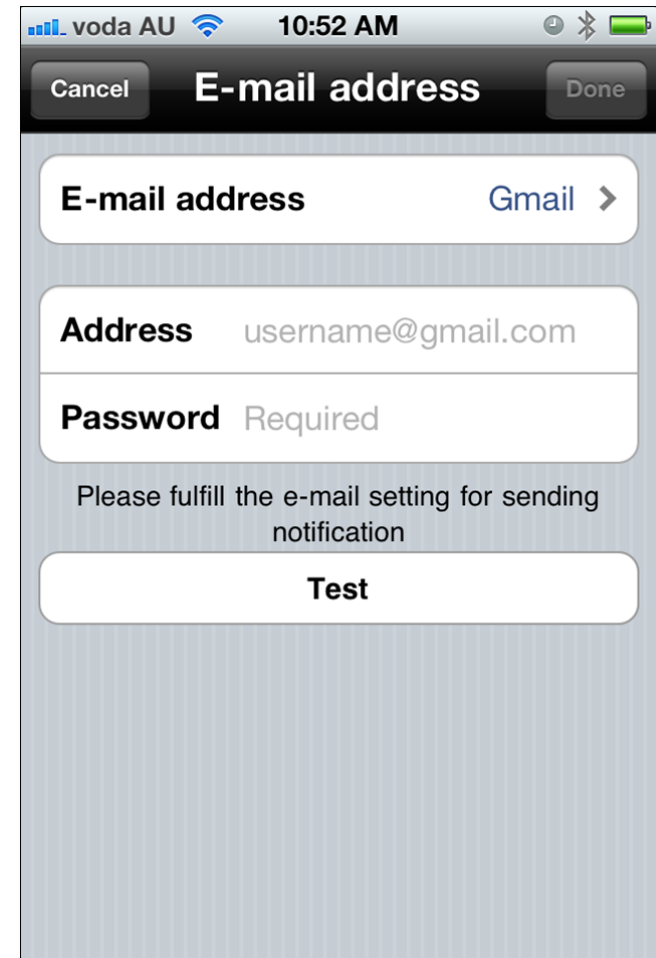 voda AU 10:52 AM
Cancel E-mail address Done
E-mail address Gmail
Address username@gmail.com
Password Required
Please fulfill the e-mail setting for sending
notification
Test